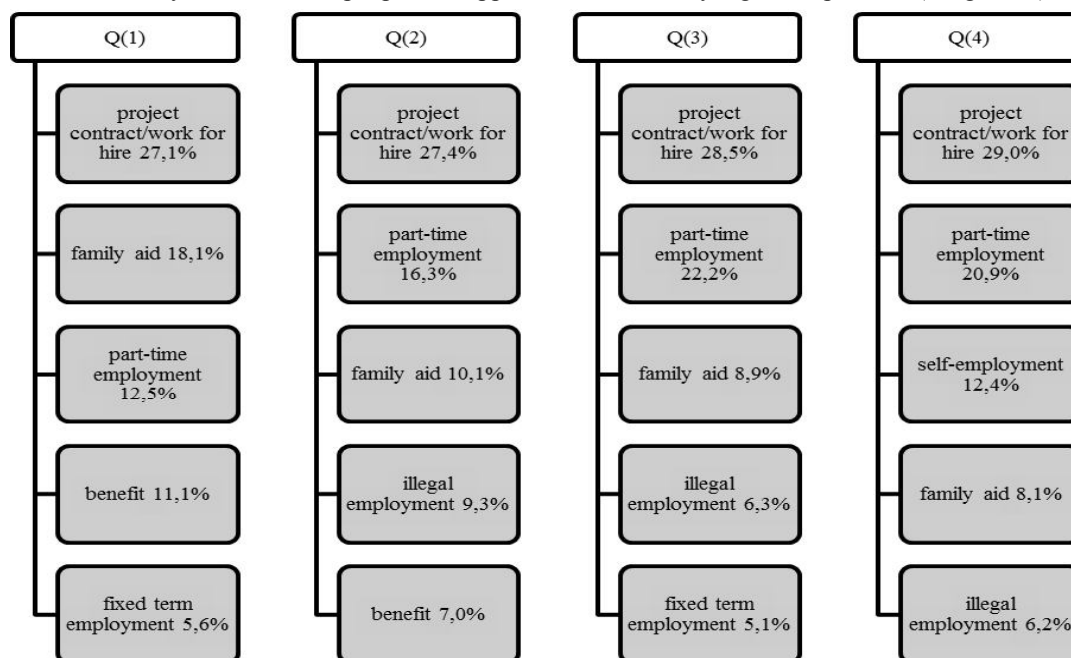 Q(1)
project
contract/work for
hire 27,1%
family aid 18,1%
part-time
employment
12,5%
benefit 11,1%
fixed term
employment 5,6%
Q(2)
project
contract/work for
hire 27,4%
part-time
employment
16,3%
family aid 10,1%
illegal
employment 9,3%
benefit 7,0%
Q(3)
project
contract/work for
hire 28,5%
part-time
employment
22,2%
family aid 8,9%
illegal
employment 6,3%
fixed term
employment 5,1%
Q(4)
project
contract/work for
hire 29,0%
part-time
employment
20,9%
self-employment
12,4%
family aid 8,1%
illegal
employment 6,2%